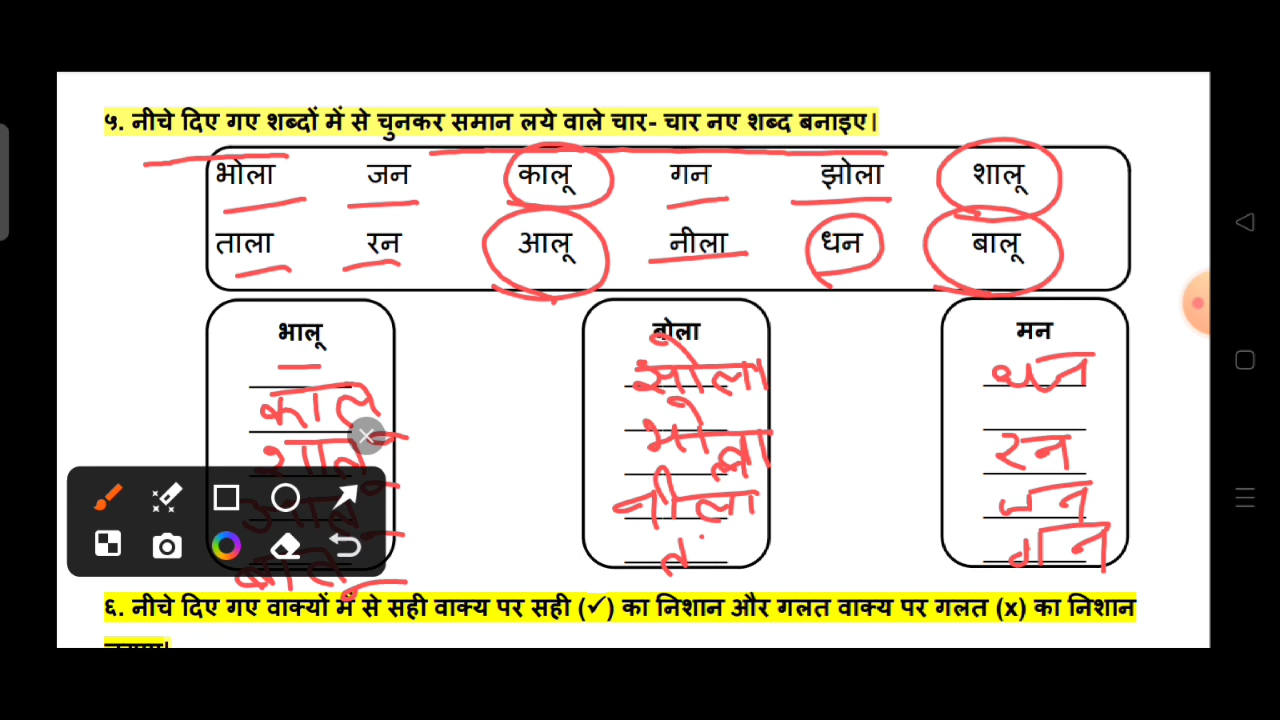 ५. नीचे दिए गए शब्दों में से चुनकर समान लये वाले चार- चार नए शब्द बनाइए।
भोला जन कालू गन झोला शालू
ताला रन आलू नीला धन बालू
भालू बोला मन
झोला धन
कालू भोला रन
शालू नीला जन
गन
६. नीचे दिए गए वाक्यों में से सही वाक्य पर सही (✓) का निशान और गलत वाक्य पर गलत (x) का निशान